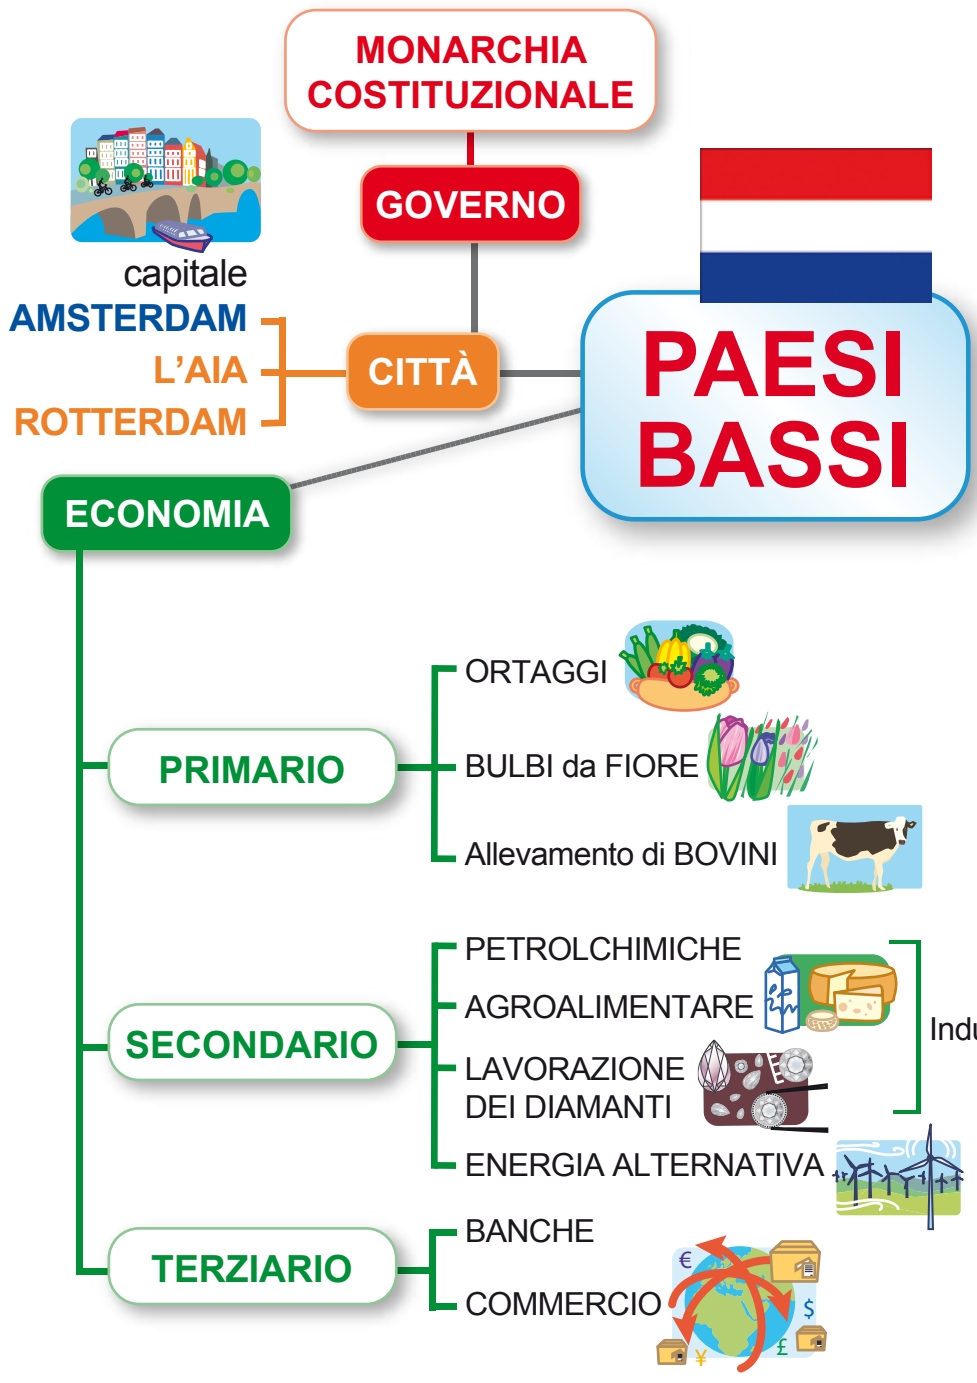 MONARCHIA
COSTITUZIONALE
GOVERNO
capitale
AMSTERDAM
L'AIA
ROTTERDAM
CITTÀ
PAESI
BASSI
ECONOMIA
PRIMARIO
ORTAGGI
BULBI da FIORE
Allevamento di BOVINI
SECONDARIO
PETROLCHIMICHE
AGROALIMENTARE
LAVORAZIONE
DEI DIAMANTI
ENERGIA ALTERNATIVA
TERZIARIO
BANCHE
COMMERCIO
€
$
£
¥